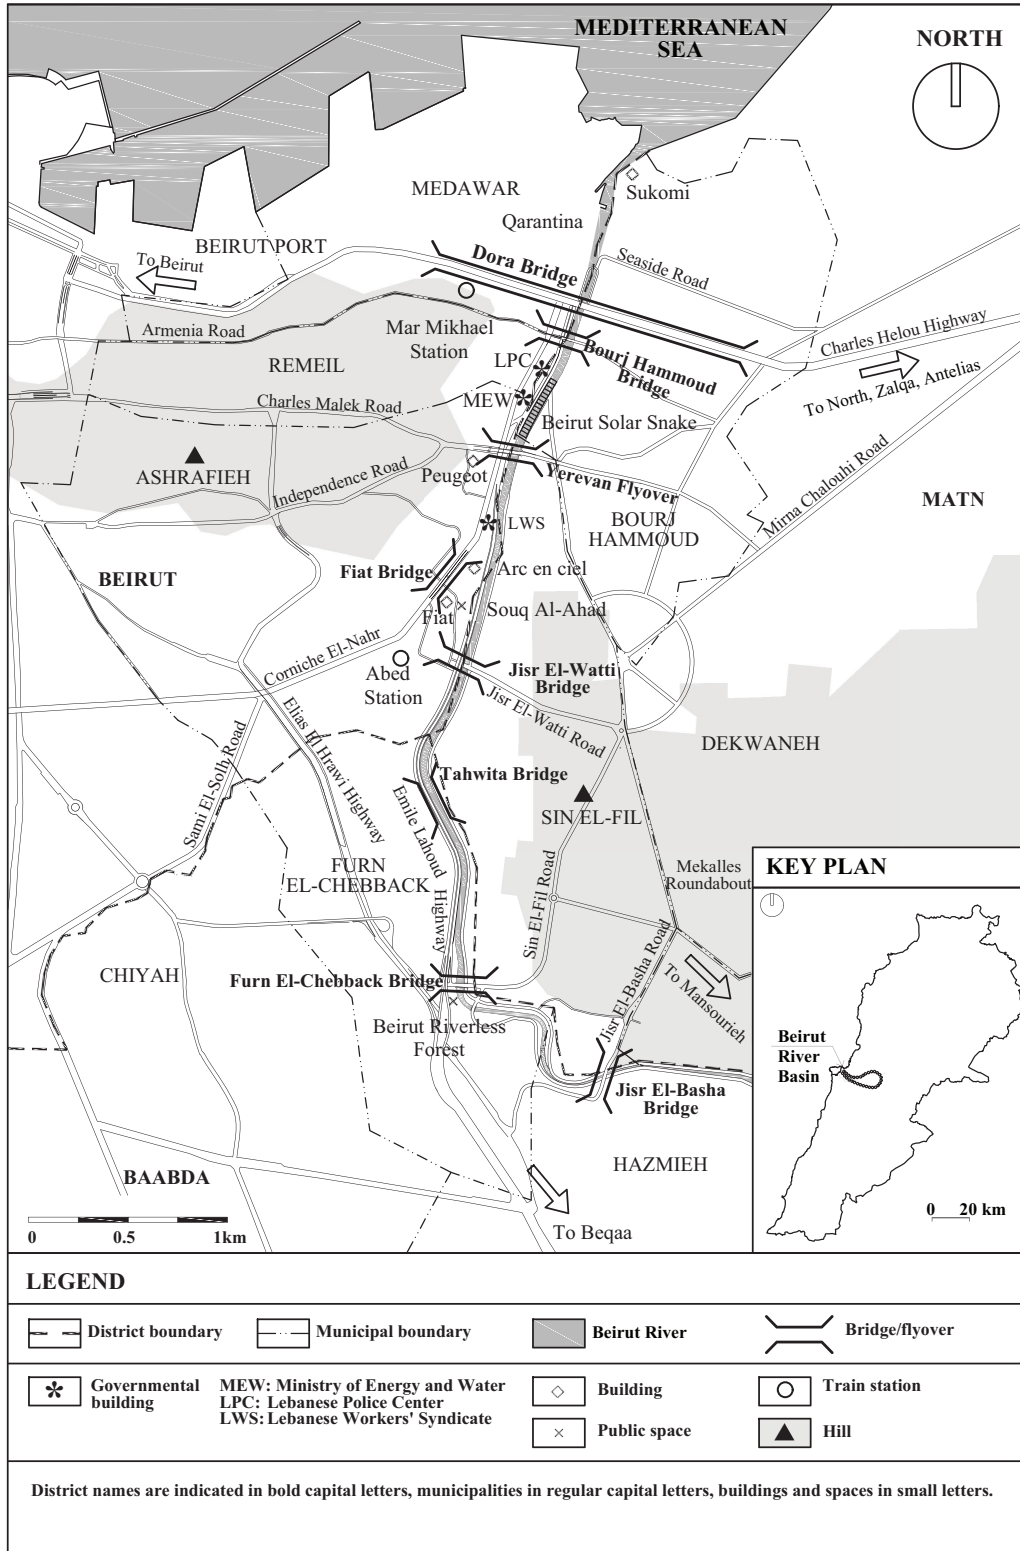 MEDITERRANEAN
SEA
NORTH
MEDAWAR
Sukomi
Qarantina
BEIRUT PORT
To Beirut
Dora Bridge
Seaside Road
Armenia Road
Mar Mikhael
Station
Charles Helou Highway
REMEIL
LPC
Bourj Hammoud
Bridge
To North, Zalqa, Antelias
Charles Malek Road
MEW
Beirut Solar Snake
ASHRAFIEH
Independence Road
Peugeot
Yerevan Flyover
Mirna Chalouhi Road
MATN
LWS
BOURJ
HAMMOUD
BEIRUT
Fiat Bridge
Arc en ciel
Fiat
Souq Al-Ahad
Corniche El-Nahr
Abed
Station
Jisr El-Watti
Bridge
Jisr El-Watti Road
Elias El Hrawi Highway
Sami El-Solh Road
DEKWANEH
Tahwita Bridge
Emile Lahoud Highway
SIN EL-FIL
FURN
EL-CHEBBACK
Mekalles
Roundabout
Sin El-Fil Road
CHIYAH
Furn El-Chebback Bridge
Jisr El-Basha Road
To Mansourieh
Beirut Riverless
Forest
Jisr El-Basha
Bridge
HAZMIEH
BAABDA
To Beqaa
0 0.5 1km
KEY PLAN
Beirut
River
Basin
0 20 km
LEGEND
District boundary
Municipal boundary
Beirut River
Bridge/flyover
Governmental
building
MEW: Ministry of Energy and Water
LPC: Lebanese Police Center
LWS: Lebanese Workers' Syndicate
Building
Public space
Train station
Hill
District names are indicated in bold capital letters, municipalities in regular capital letters, buildings and spaces in small letters.